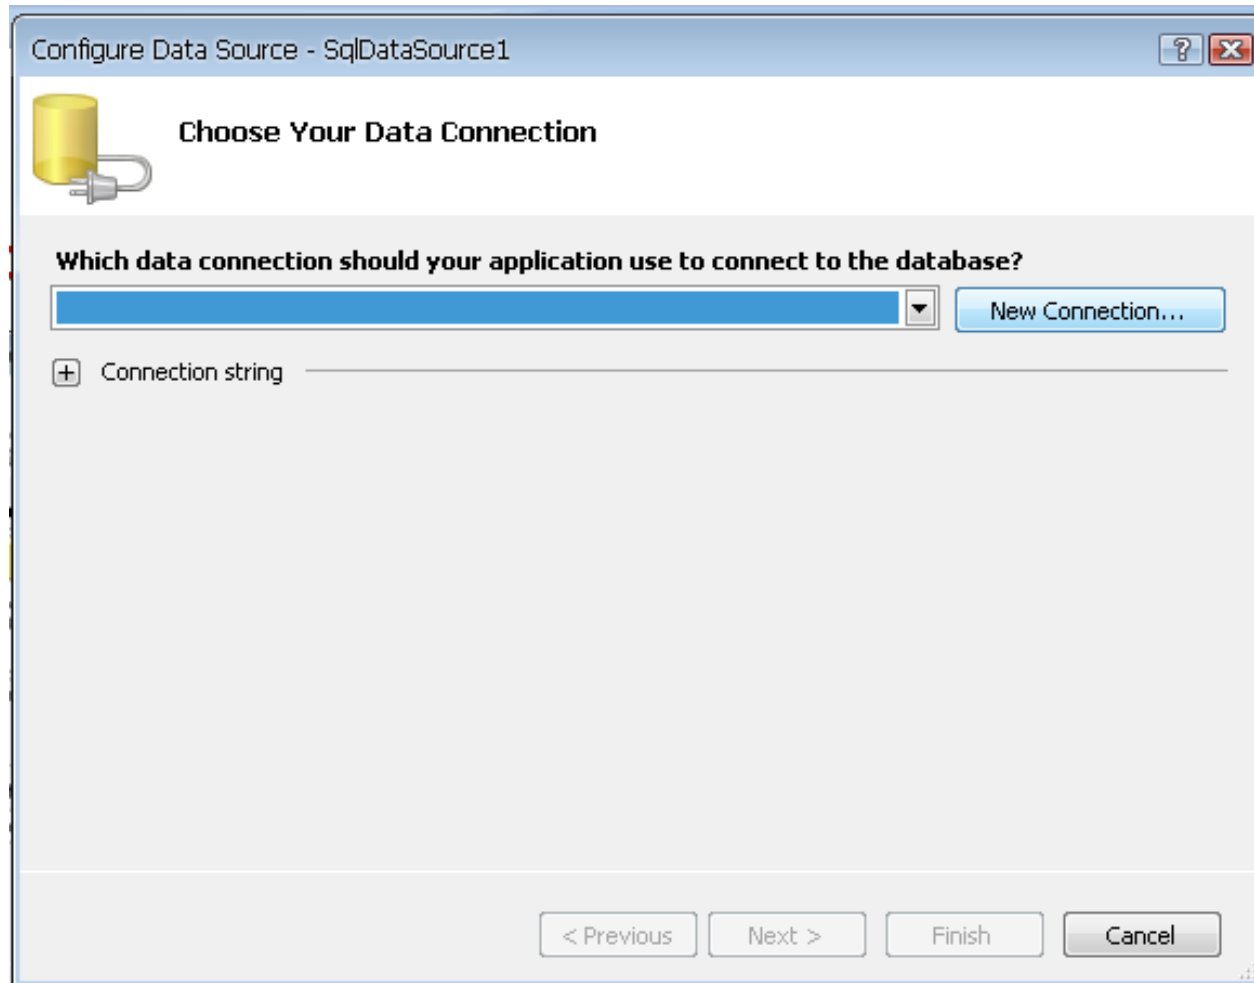 Configure Data Source - SqlDataSource1
Choose Your Data Connection
Which data connection should your application use to connect to the database?
New Connection...
Connection string
< Previous
Next >
Finish
Cancel